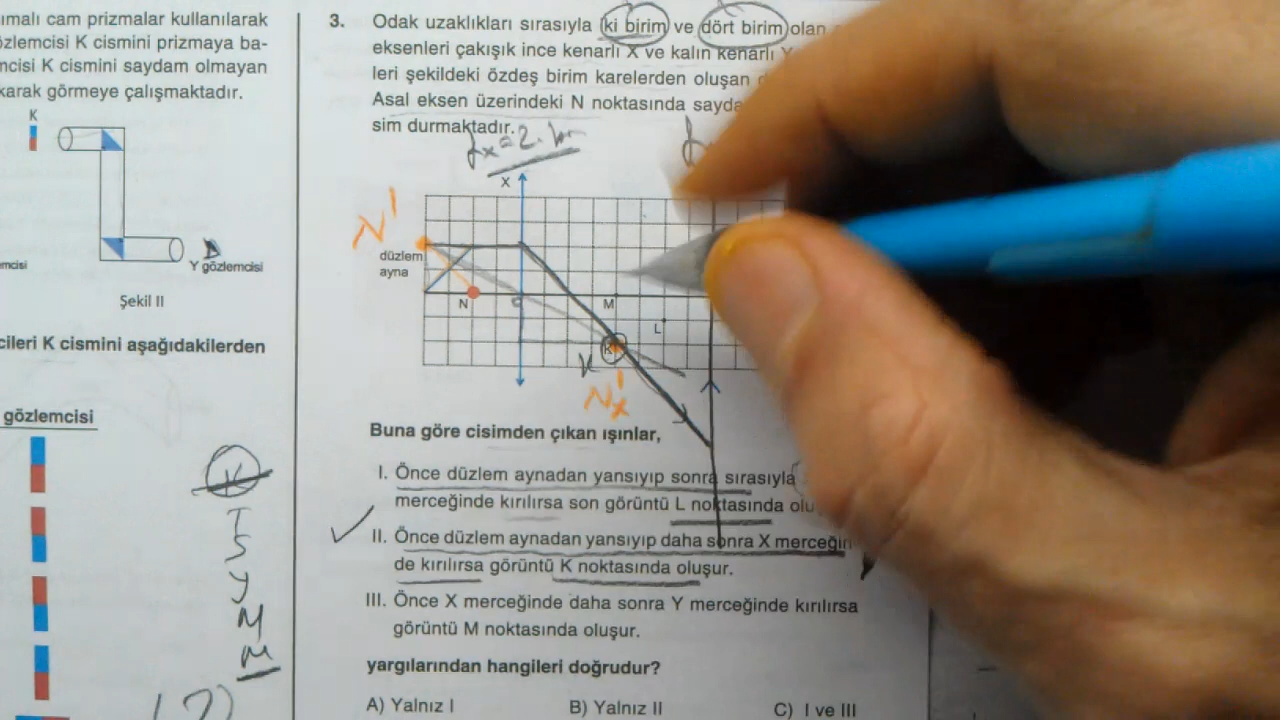 ımalı cam prizmalar kullanılarak
özlemcisi K cismini prizmaya ba-
mcisi K cismini saydam olmayan
karak görmeye çalışmaktadır.
K
Y gözlemcisi
Şekil II
cileri K cismini aşağıdakilerden
gözlemcisi
K
T
S
Y
M
M
3. Odak uzaklıkları sırasıyla iki birim ve dört birim olan
eksenleri çakışık ince kenarlı X ve kalın kenarlı Y
leri şekildeki özdeş birim karelerden oluşan
Asal eksen üzerindeki N noktasında
sim durmaktadır.
X
N'
düzlem
ayna
N
M
L
K
K
Buna göre cisimden çıkan ışınlar,
I. Önce düzlem aynadan yansıyıp sonra sırasıyla
merceğinde kırılırsa son görüntü L noktasında
II. Önce düzlem aynadan yansıyıp daha sonra X merceğin
de kırılırsa görüntü K noktasında oluşur.
III. Önce X merceğinde daha sonra Y merceğinde kırılırsa
görüntü M noktasında oluşur.
yargılarından hangileri doğrudur?
A) Yalnız I B) Yalnız II C) I ve III